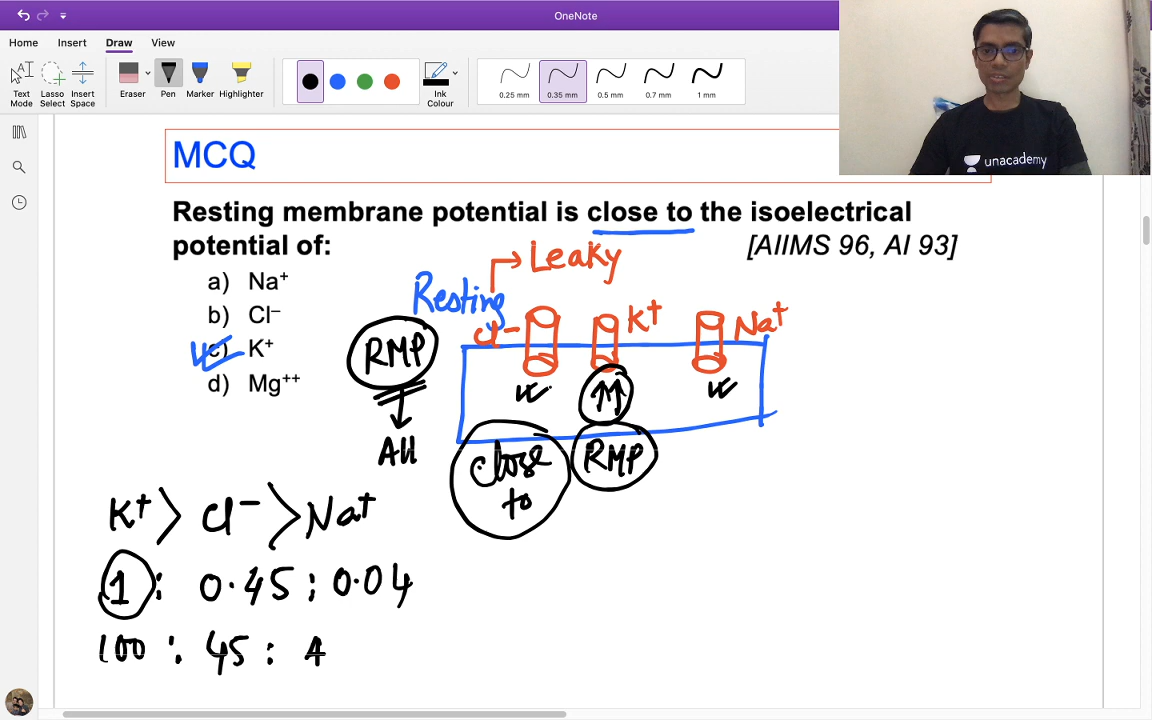 OneNote
Home Insert Draw View
Text Mode
Lasso Select
Insert Space
Eraser
Pen
Marker
Highlighter
Ink Colour
0.25 mm
0.35 mm
0.5 mm
0.7 mm
1 mm
unacademy
MCQ
Resting membrane potential is close to the isoelectrical
potential of:
[AIIMS 96, AI 93]
a) Na⁺
b) Cl⁻
c) K⁺
d) Mg⁺⁺
Leaky
Resting
Cl⁻ K⁺ Na⁺
RMP
All
close to
RMP
K⁺ > Cl⁻ > Na⁺
1 : 0.45 : 0.04
100 : 45 : 4